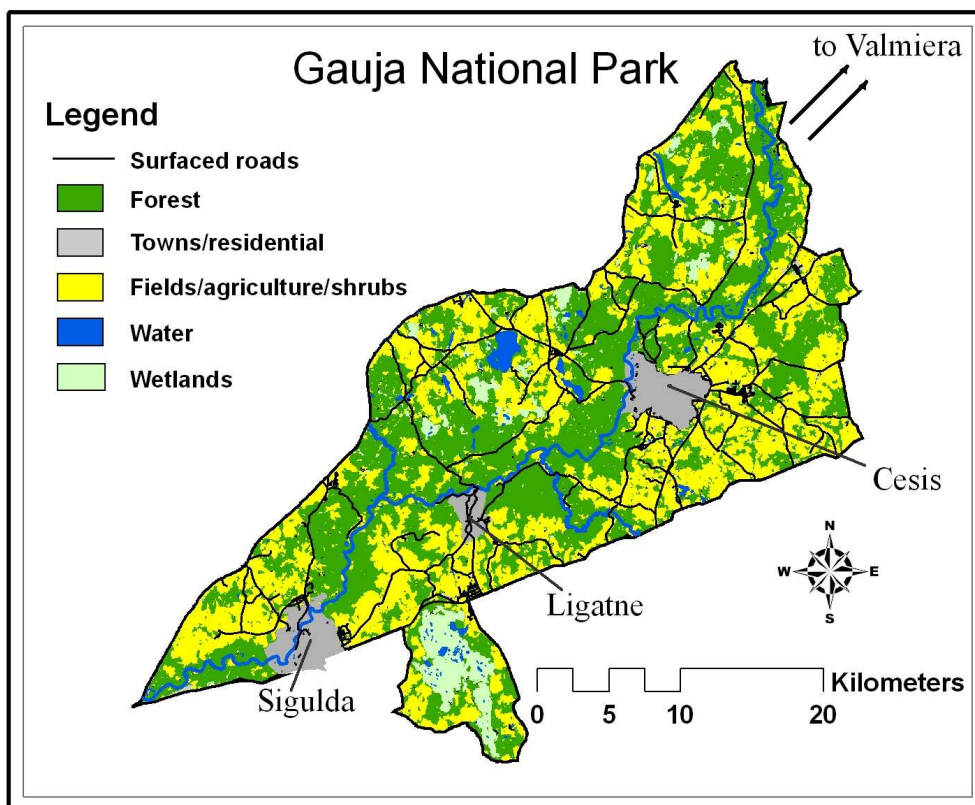 to Valmiera
Gauja National Park
Legend
Surfaced roads
Forest
Towns/residential
Fields/agriculture/shrubs
Water
Wetlands
Cesis
N
W E
S
Ligatne
Sigulda
Kilometers
0 5 10 20